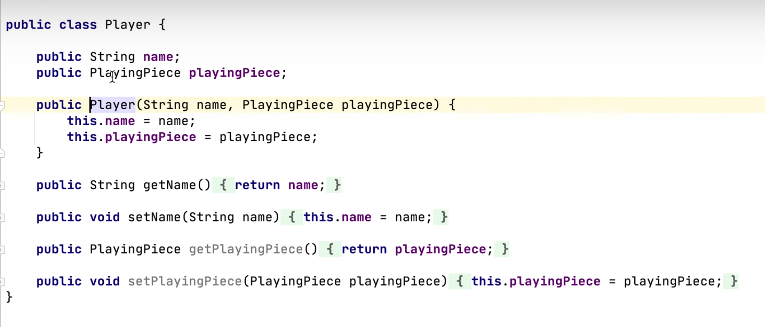 public class Player {
public String name;
public PlayingPiece playingPiece;
public Player(String name, PlayingPiece playingPiece) {
this.name = name;
this.playingPiece = playingPiece;
}
public String getName() { return name; }
public void setName(String name) { this.name = name; }
public PlayingPiece getPlayingPiece() { return playingPiece; }
public void setPlayingPiece(PlayingPiece playingPiece) { this.playingPiece = playingPiece; }
}